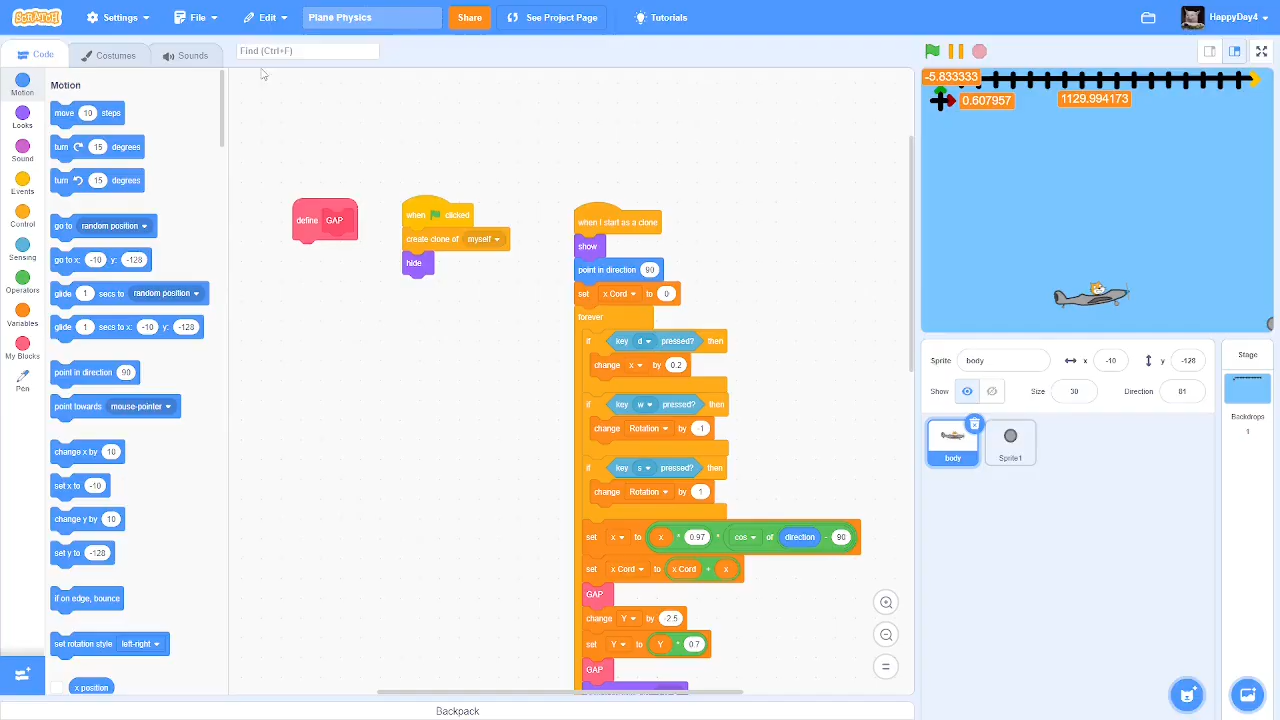 SCRATCH Settings File Edit Plane Physics Share See Project Page Tutorials HappyDay4
Code Costumes Sounds Find (Ctrl+F)
Motion
Looks
Sound
Events
Control
Sensing
Operators
Variables
My Blocks
Pen
Motion
move 10 steps
turn 15 degrees
turn 15 degrees
go to random position
go to x: -10 y: -128
glide 1 secs to random position
glide 1 secs to x: -10 y: -128
point in direction 90
point towards mouse-pointer
change x by 10
set x to -10
change y by 10
set y to -128
if on edge, bounce
set rotation style left-right
x position
define GAP
when clicked
create clone of myself
hide
when I start as a clone
show
point in direction 90
set x Cord to 0
forever
if key d pressed? then
change x by 0.2
if key w pressed? then
change Rotation by -1
if key s pressed? then
change Rotation by 1
set x to x * 0.97 * cos of direction - 90
set x Cord to x Cord + x
GAP
change Y by -2.5
set Y to Y * 0.7
GAP
Backpack
-5.833333
0.607957 1129.994173
Sprite body x -10 y -128
Show Size 30 Direction 81
body Sprite1
Stage
Backdrops
1